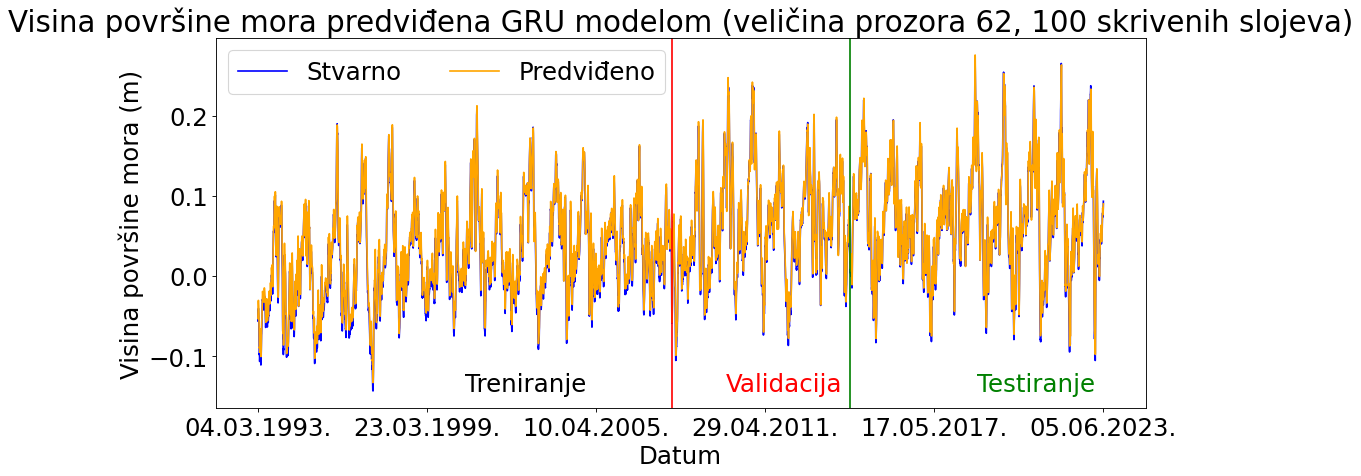 Visina površine mora predviđena GRU modelom (veličina prozora 62, 100 skrivenih slojeva)
Stvarno Predviđeno
Visina površine mora (m)
0.2
0.1
0.0
−0.1
Treniranje Validacija Testiranje
04.03.1993. 23.03.1999. 10.04.2005. 29.04.2011. 17.05.2017. 05.06.2023.
Datum